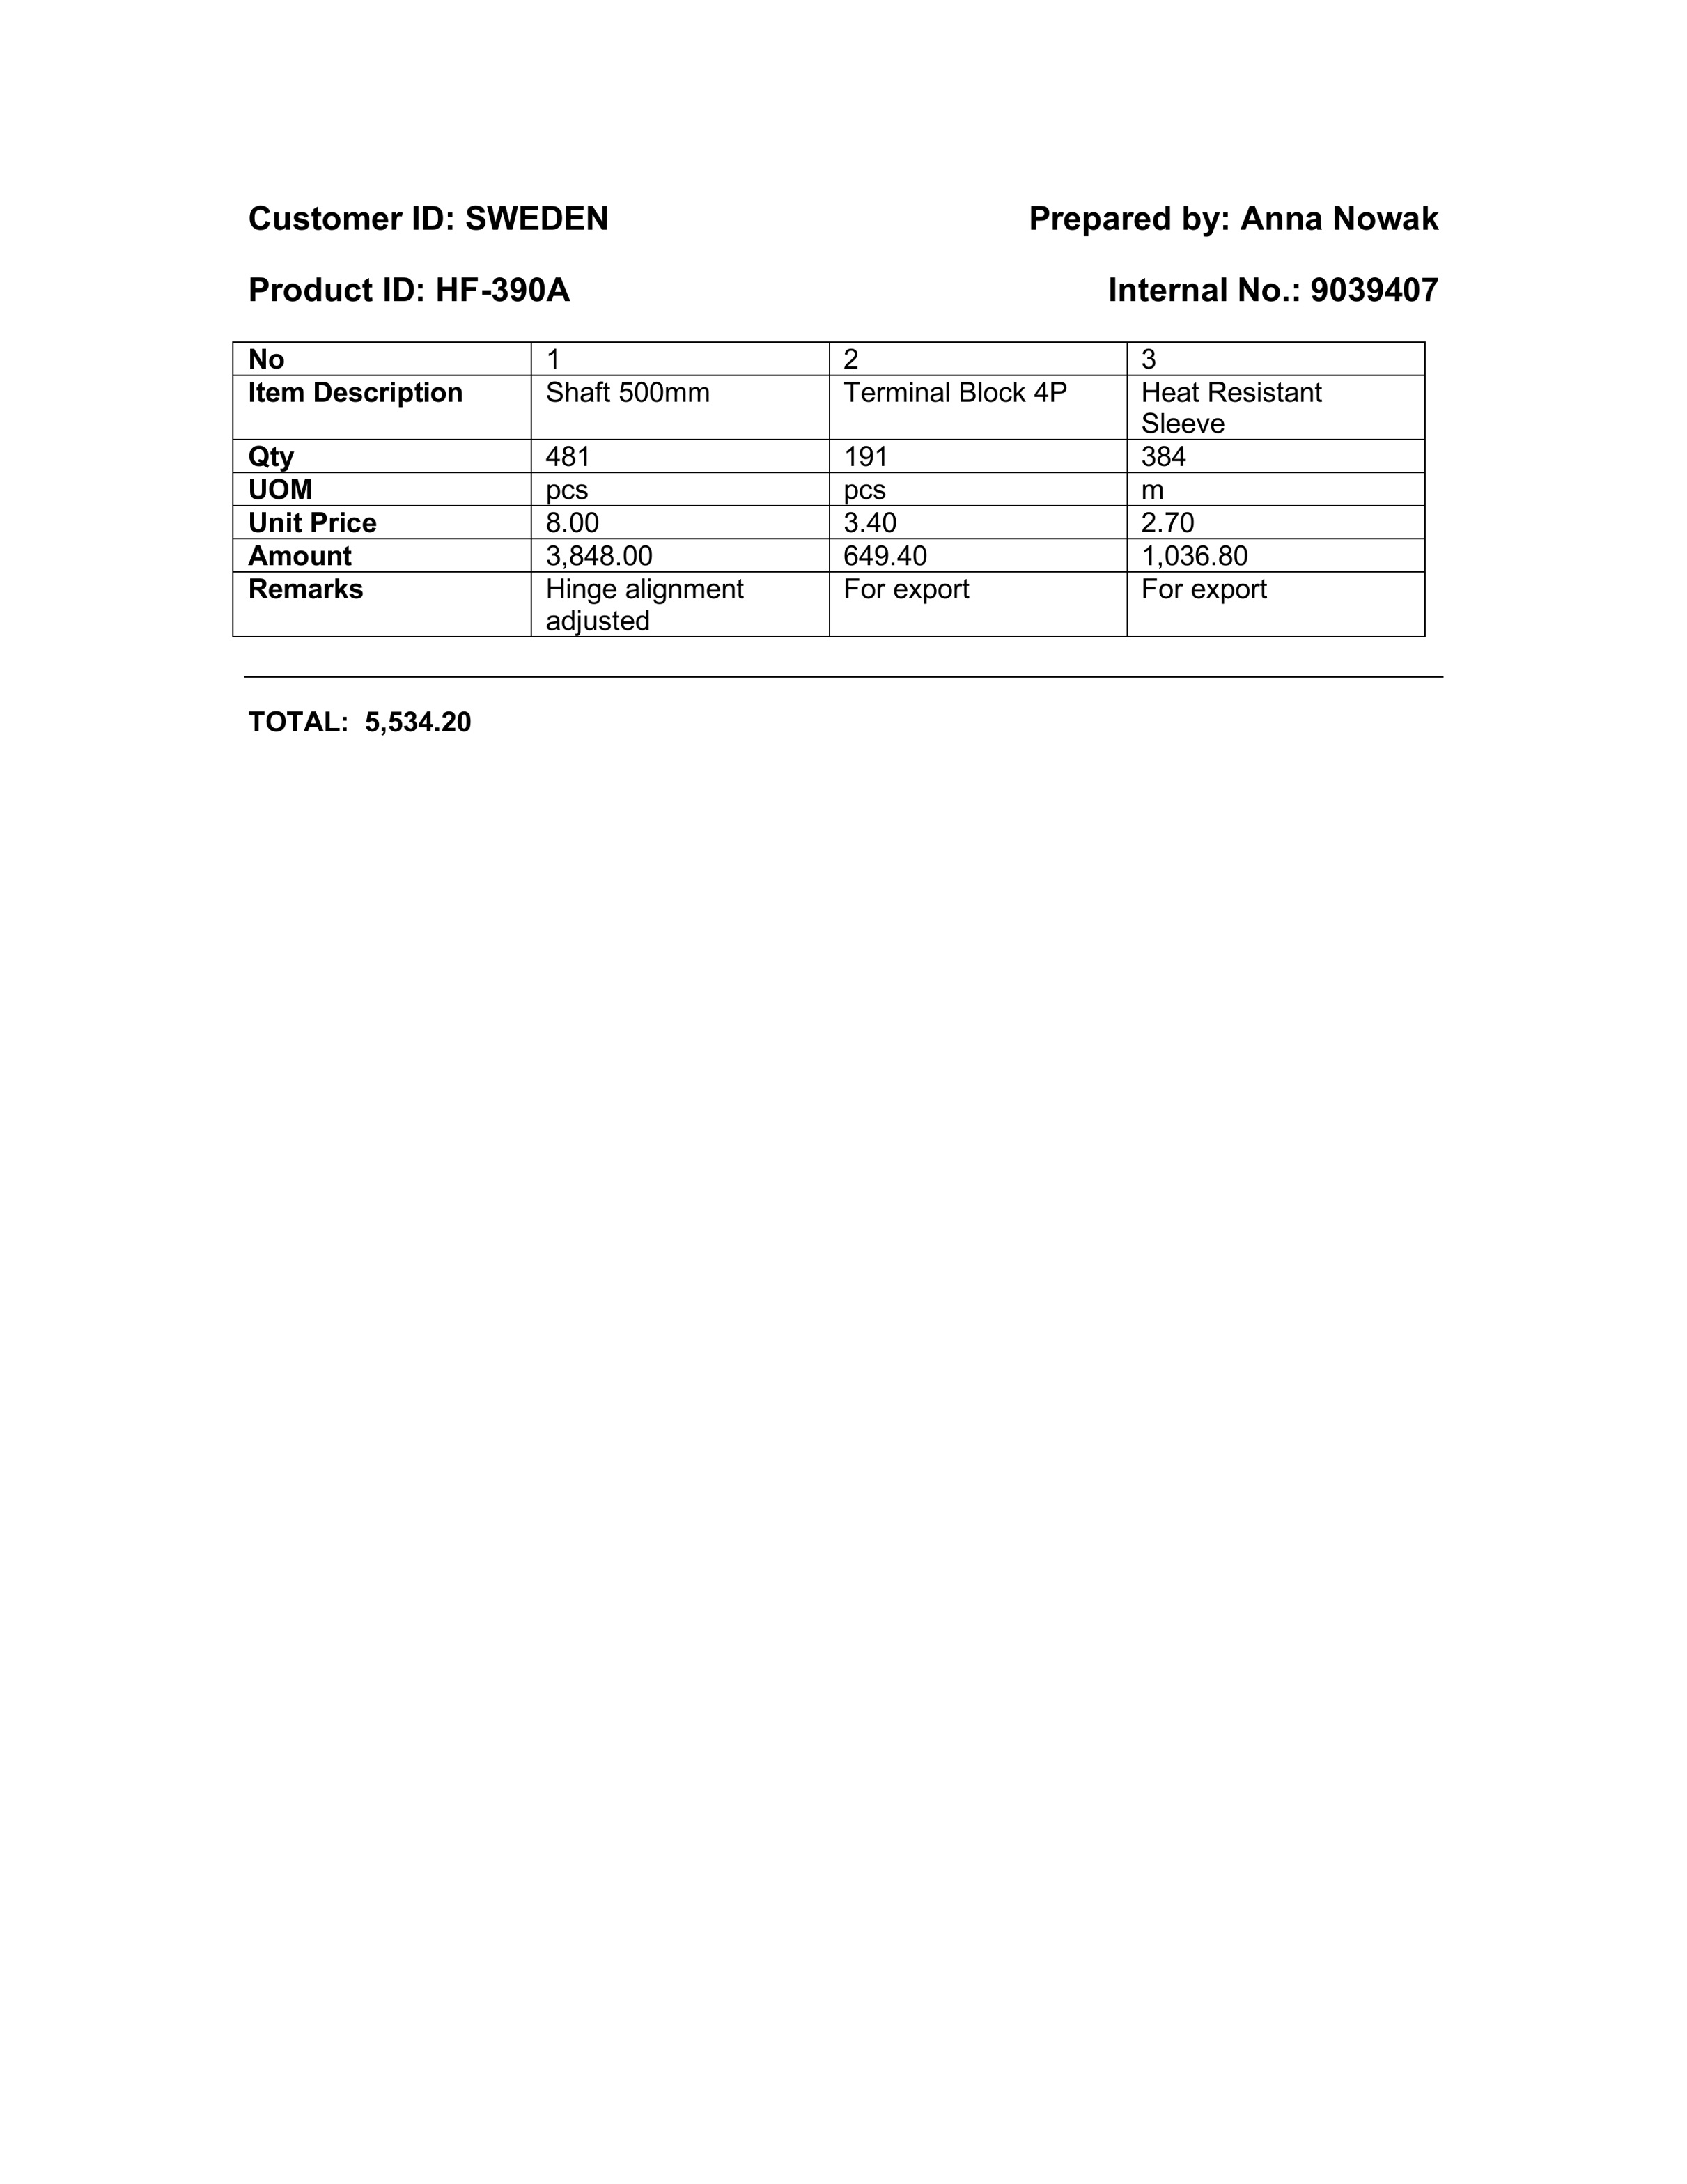 Customer ID: SWEDEN Prepared by: Anna Nowak
Product ID: HF-390A Internal No.: 9039407
No 1 2 3
Item Description Shaft 500mm Terminal Block 4P Heat Resistant Sleeve
Qty 481 191 384
UOM pcs pcs m
Unit Price 8.00 3.40 2.70
Amount 3,848.00 649.40 1,036.80
Remarks Hinge alignment adjusted For export For export
TOTAL: 5,534.20